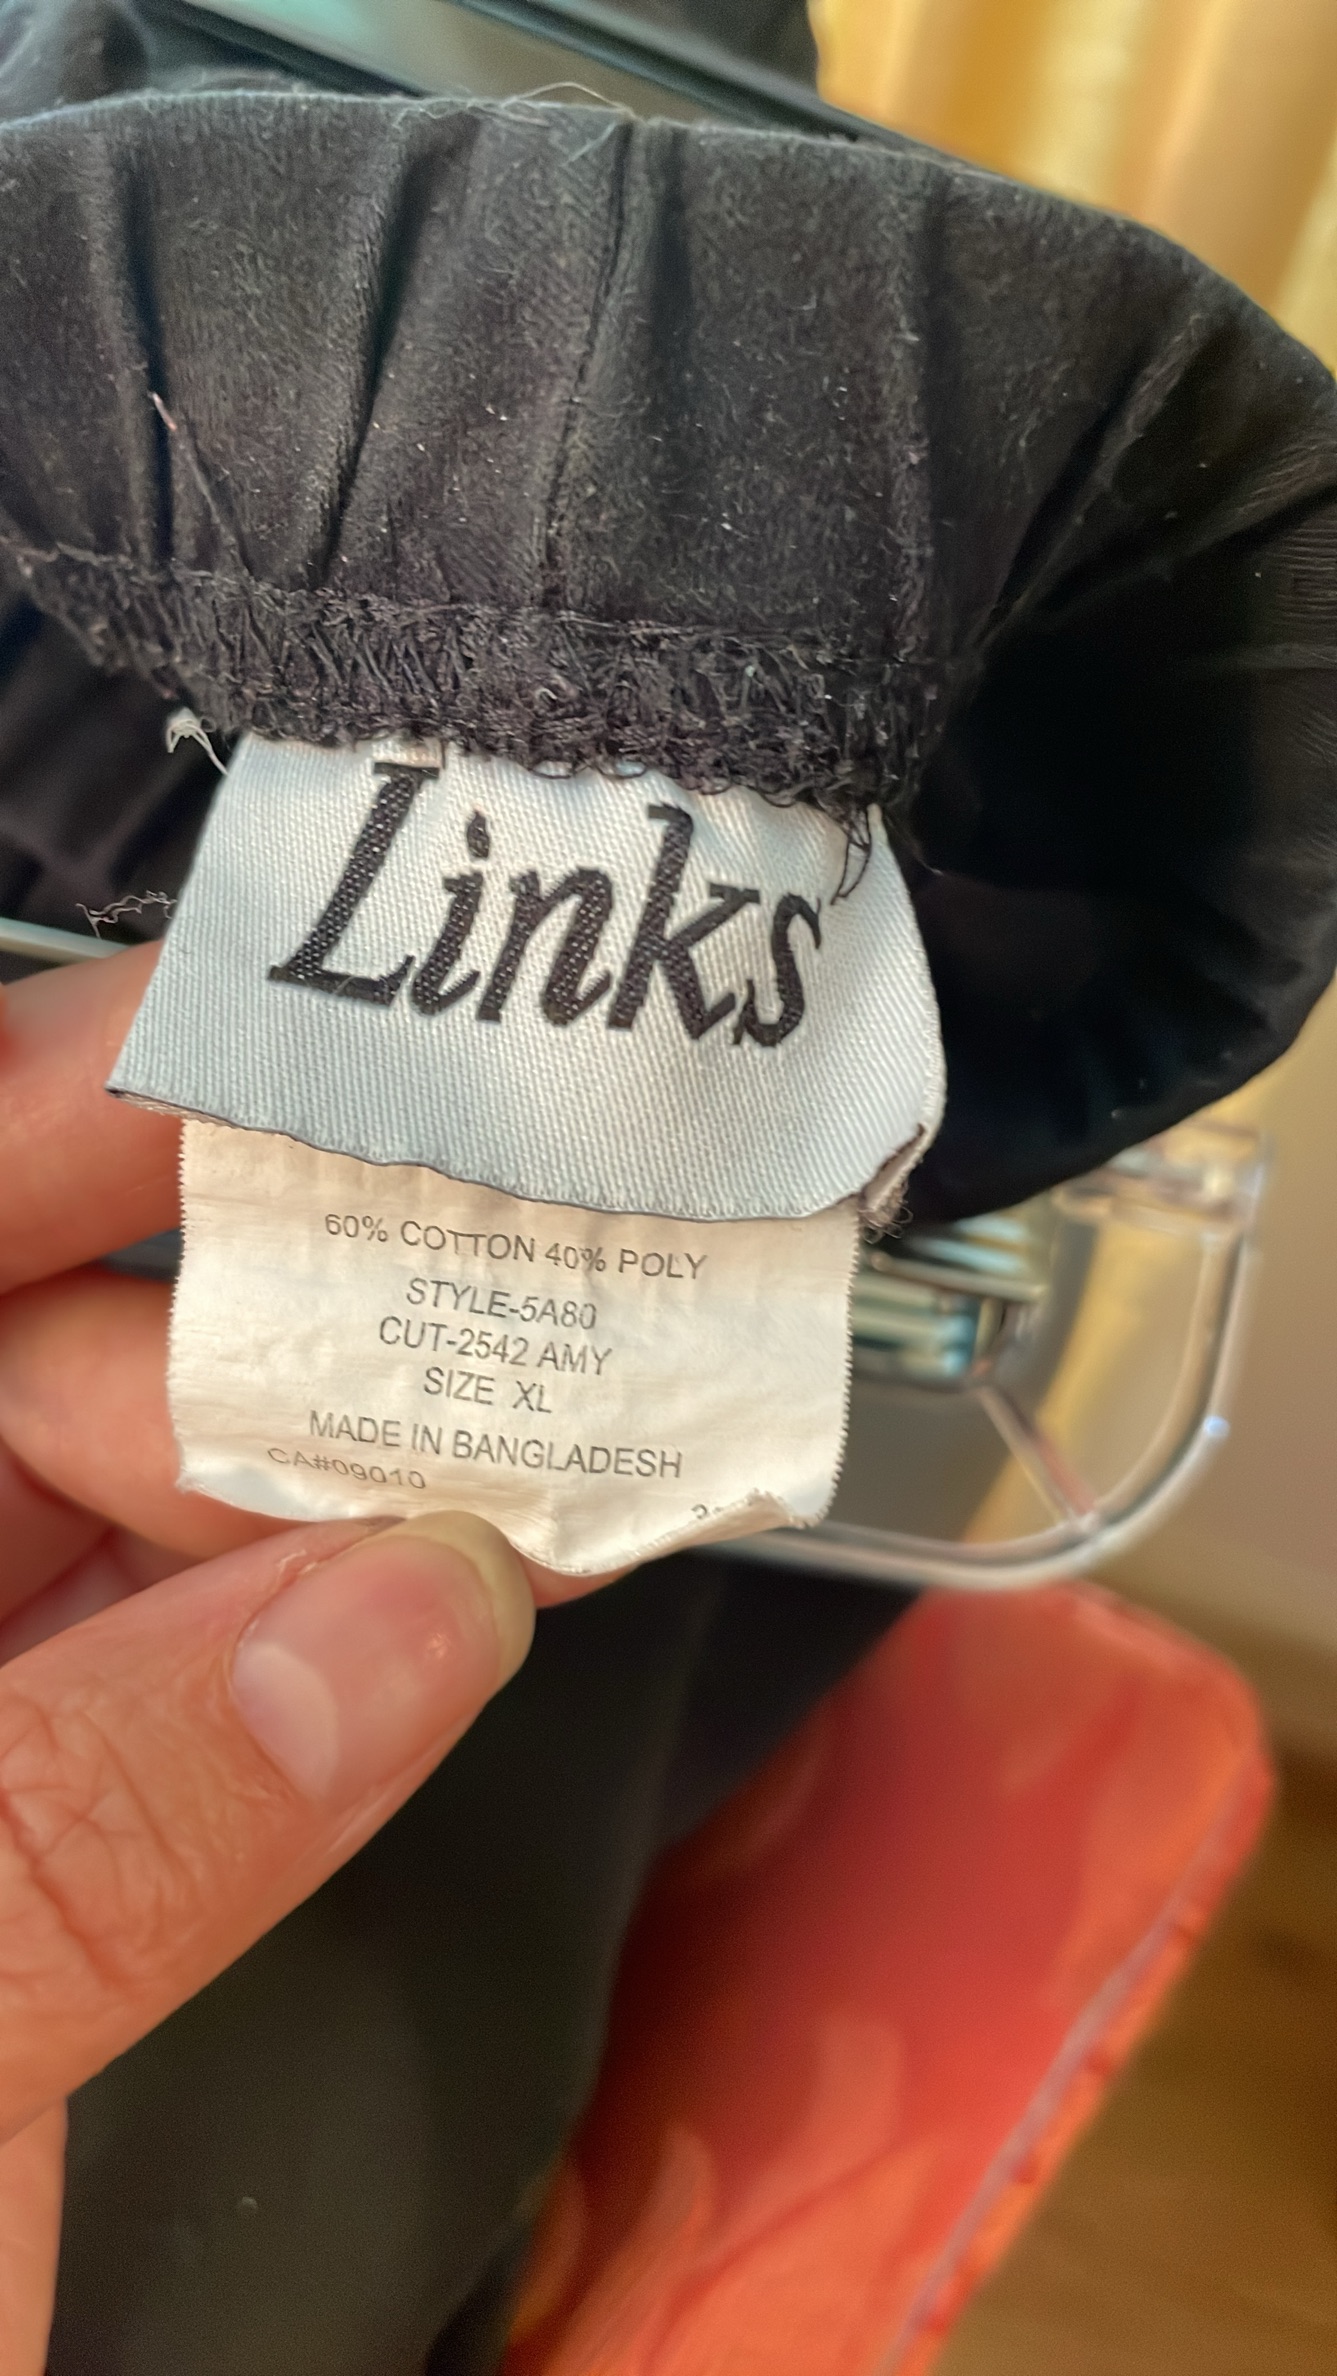 Links
60% COTTON 40% POLY
STYLE-5A80
CUT-2542 AMY
SIZE XL
MADE IN BANGLADESH
CA#09010